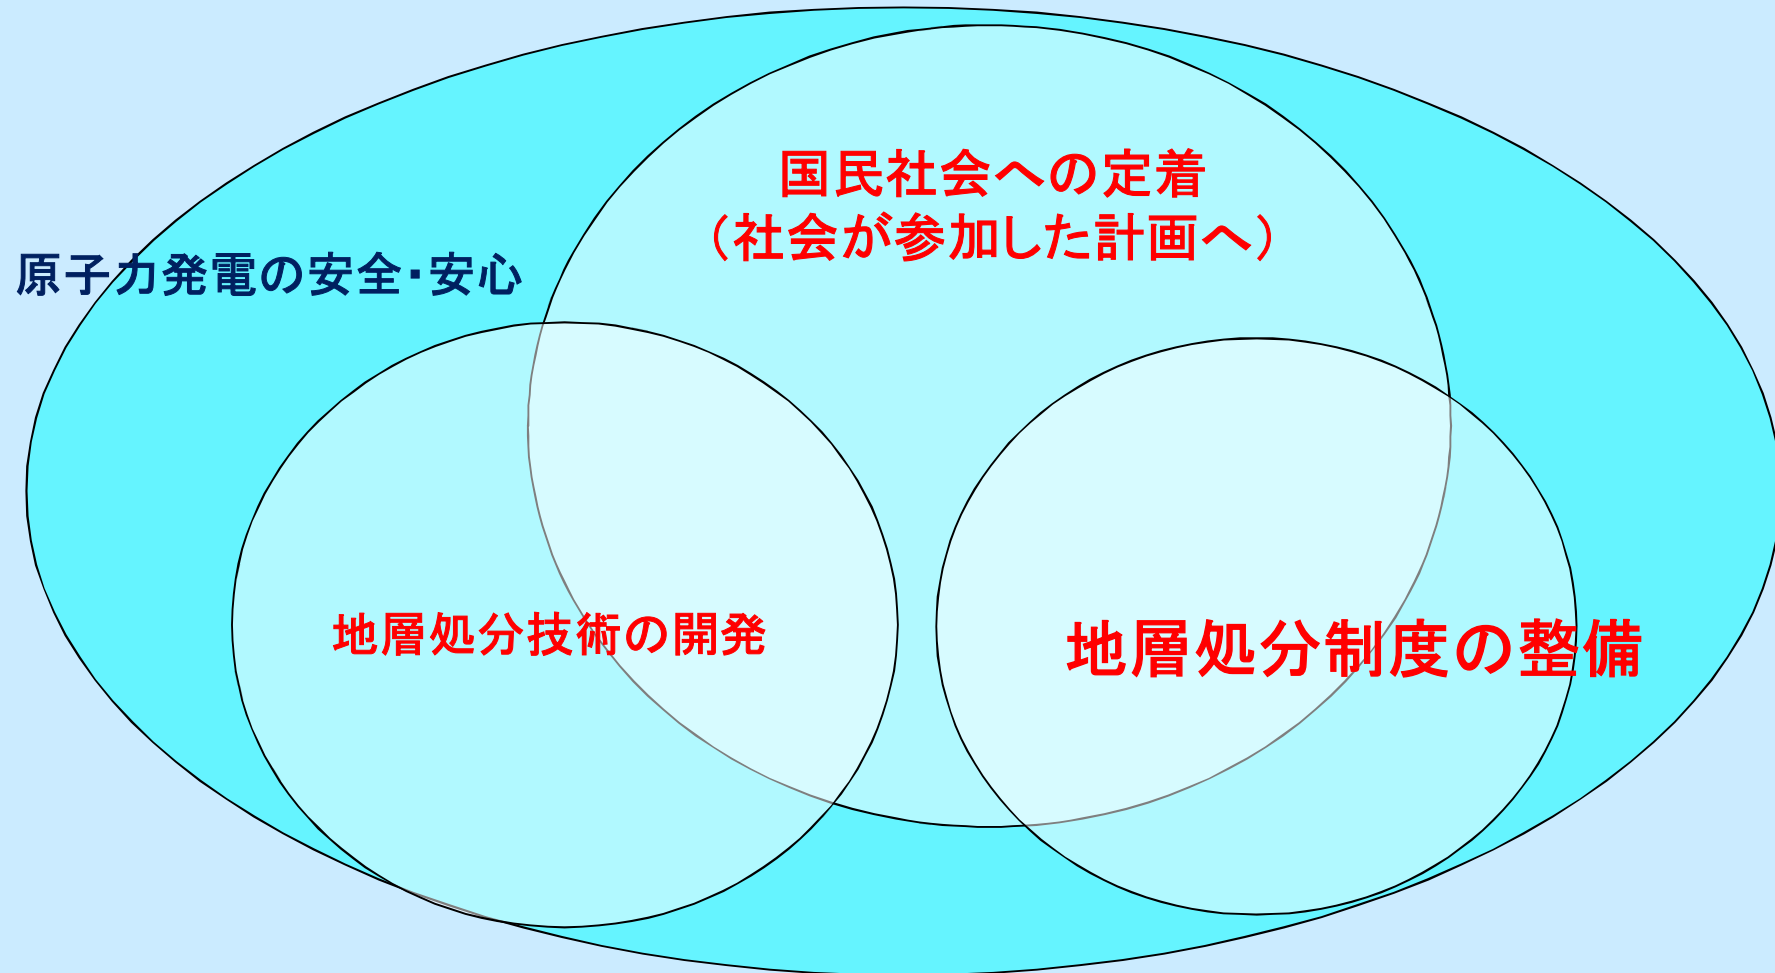 国民社会への定着
（社会が参加した計画へ）
原子力発電の安全・安心
地層処分技術の開発
地層処分制度の整備